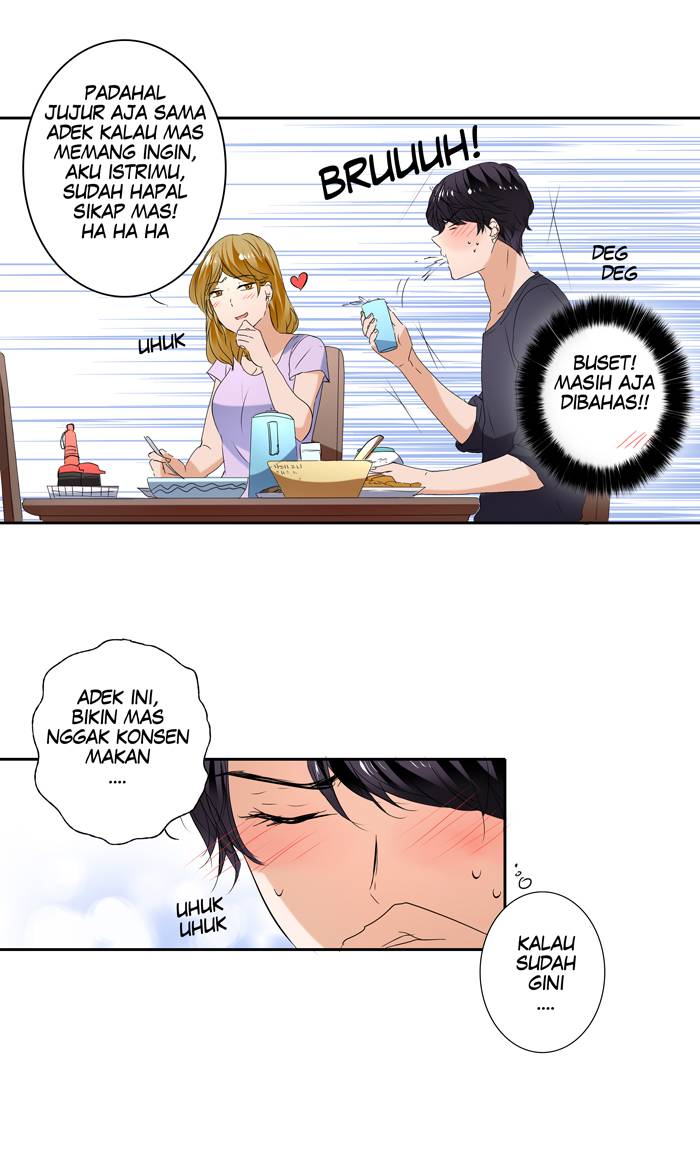 PADAHAL
JUJUR AJA SAMA
ADEK KALAU MAS
MEMANG INGIN,
AKU ISTRIMU,
SUDAH HAPAL
SIKAP MAS!
HA HA HA
BRUUUH!
UHUK
DEG
DEG
BUSET!
MASIH AJA
DIBAHAS!!
ADEK INI,
BIKIN MAS
NGGAK KONSEN
MAKAN
....
UHUK
UHUK
KALAU
SUDAH
GINI
....